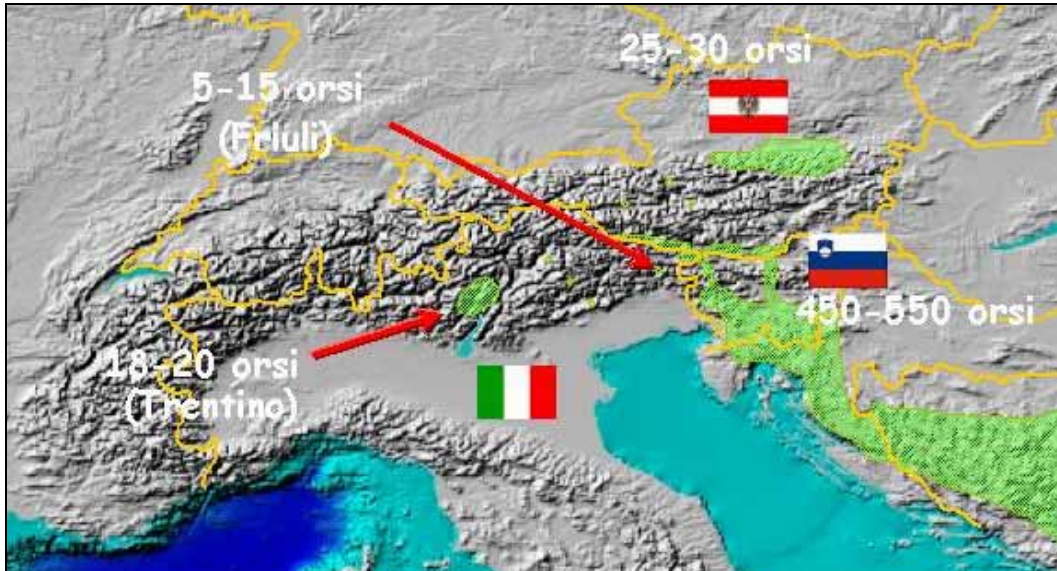 25-30 orsi
5-15 orsi
(Friuli)
450-550 orsi
18-20 orsi
(Trentino)